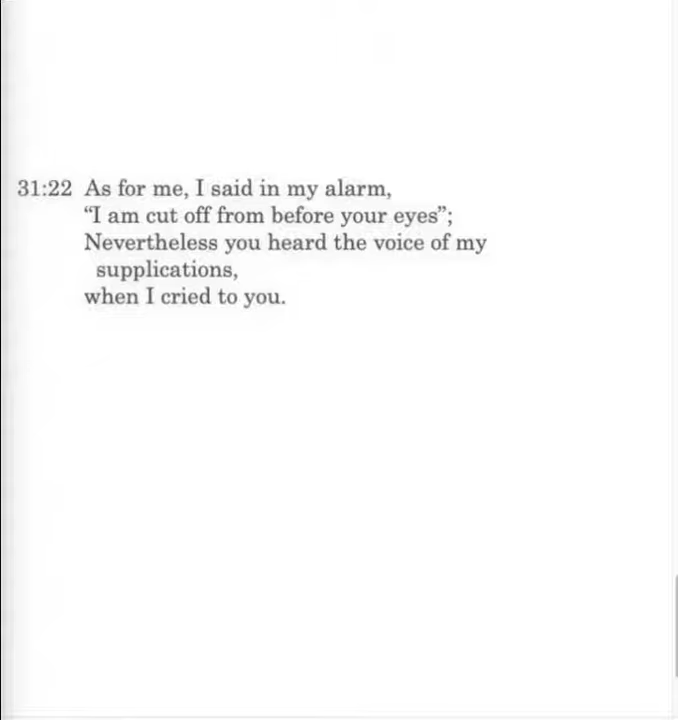 31:22 As for me, I said in my alarm,
“I am cut off from before your eyes”;
Nevertheless you heard the voice of my
supplications,
when I cried to you.